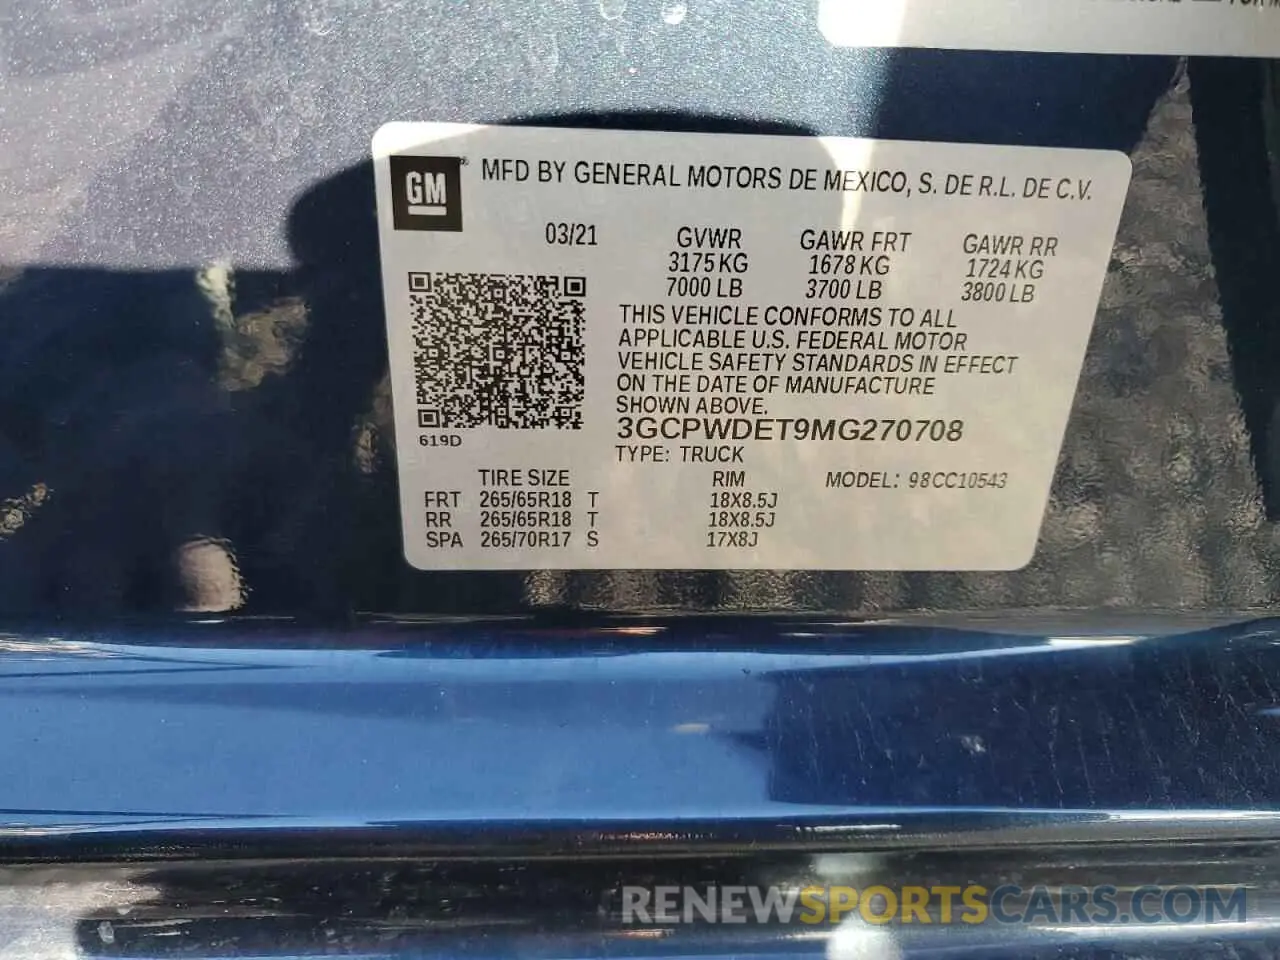 FOR
GM
MFD BY GENERAL MOTORS DE MEXICO, S. DE R.L. DE C.V.
03/21 GVWR GAWR FRT GAWR RR
3175 KG 1678 KG 1724 KG
7000 LB 3700 LB 3800 LB
THIS VEHICLE CONFORMS TO ALL
APPLICABLE U.S. FEDERAL MOTOR
VEHICLE SAFETY STANDARDS IN EFFECT
ON THE DATE OF MANUFACTURE
SHOWN ABOVE.
619D 3GCPWDET9MG270708
TYPE: TRUCK
TIRE SIZE RIM MODEL: 98CC10543
FRT 265/65R18 T 18X8.5J
RR 265/65R18 T 18X8.5J
SPA 265/70R17 S 17X8J
RENEWSPORTSCARS.COM